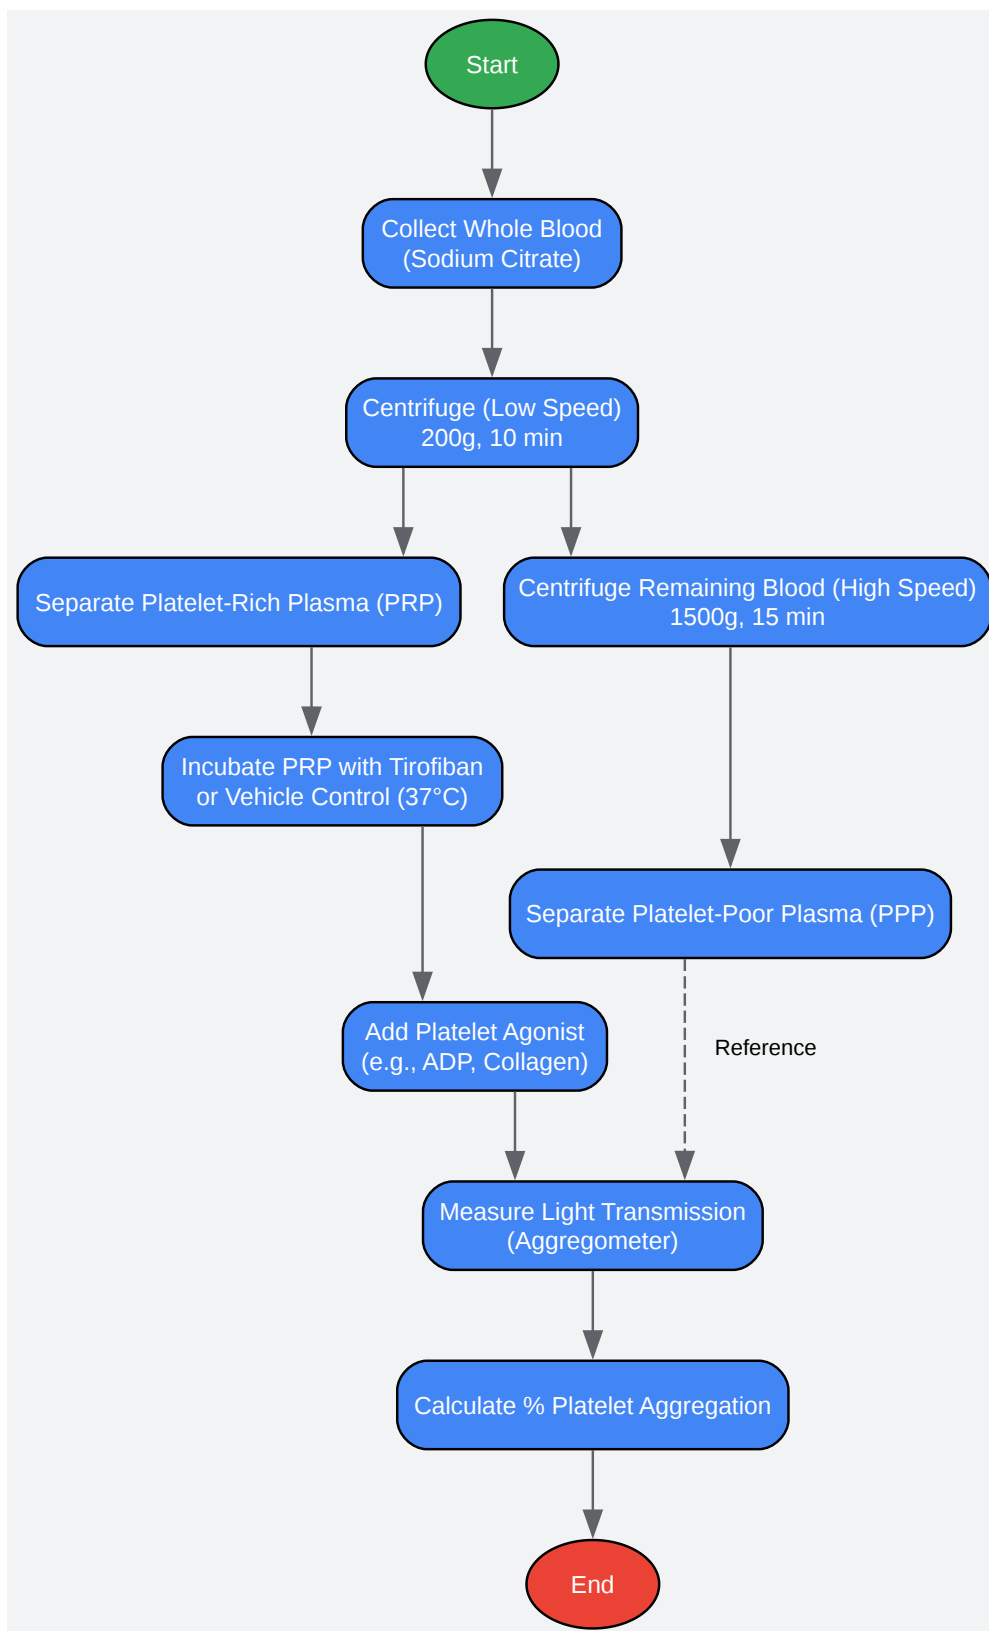 Start
Collect Whole Blood
(Sodium Citrate)
Centrifuge (Low Speed)
200g, 10 min
Separate Platelet-Rich Plasma (PRP)
Centrifuge Remaining Blood (High Speed)
1500g, 15 min
Incubate PRP with Tirofiban
or Vehicle Control (37°C)
Separate Platelet-Poor Plasma (PPP)
Add Platelet Agonist
(e.g., ADP, Collagen)
Reference
Measure Light Transmission
(Aggregometer)
Calculate % Platelet Aggregation
End